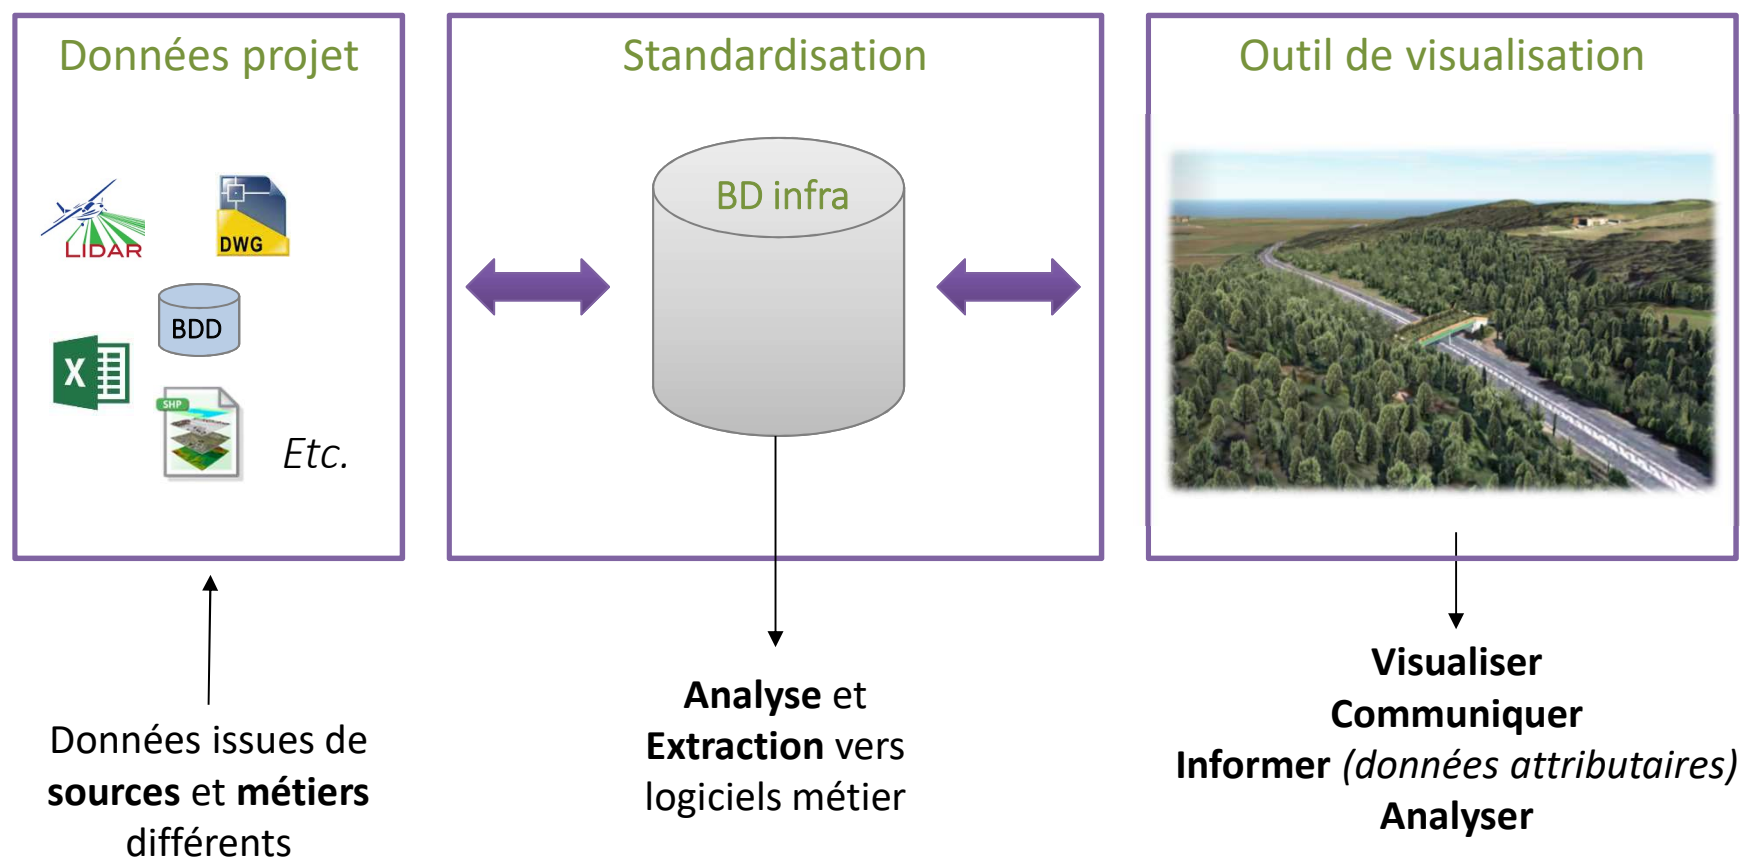 Données projet
LIDAR
DWG
BDD
X
SHP
Etc.
Données issues de
sources et métiers
différents
Standardisation
BD infra
Analyse et
Extraction vers
logiciels métier
Outil de visualisation
Visualiser
Communiquer
Informer (données attributaires)
Analyser